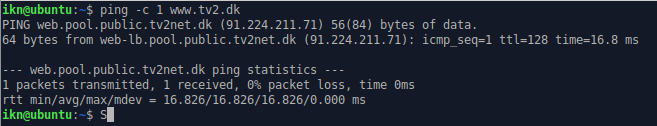 ikn@ubuntu:~$ ping -c 1 www.tv2.dk
PING web.pool.public.tv2net.dk (91.224.211.71) 56(84) bytes of data.
64 bytes from web-lb.pool.public.tv2net.dk (91.224.211.71): icmp_seq=1 ttl=128 time=16.8 ms

--- web.pool.public.tv2net.dk ping statistics ---
1 packets transmitted, 1 received, 0% packet loss, time 0ms
rtt min/avg/max/mdev = 16.826/16.826/16.826/0.000 ms
ikn@ubuntu:~$ S